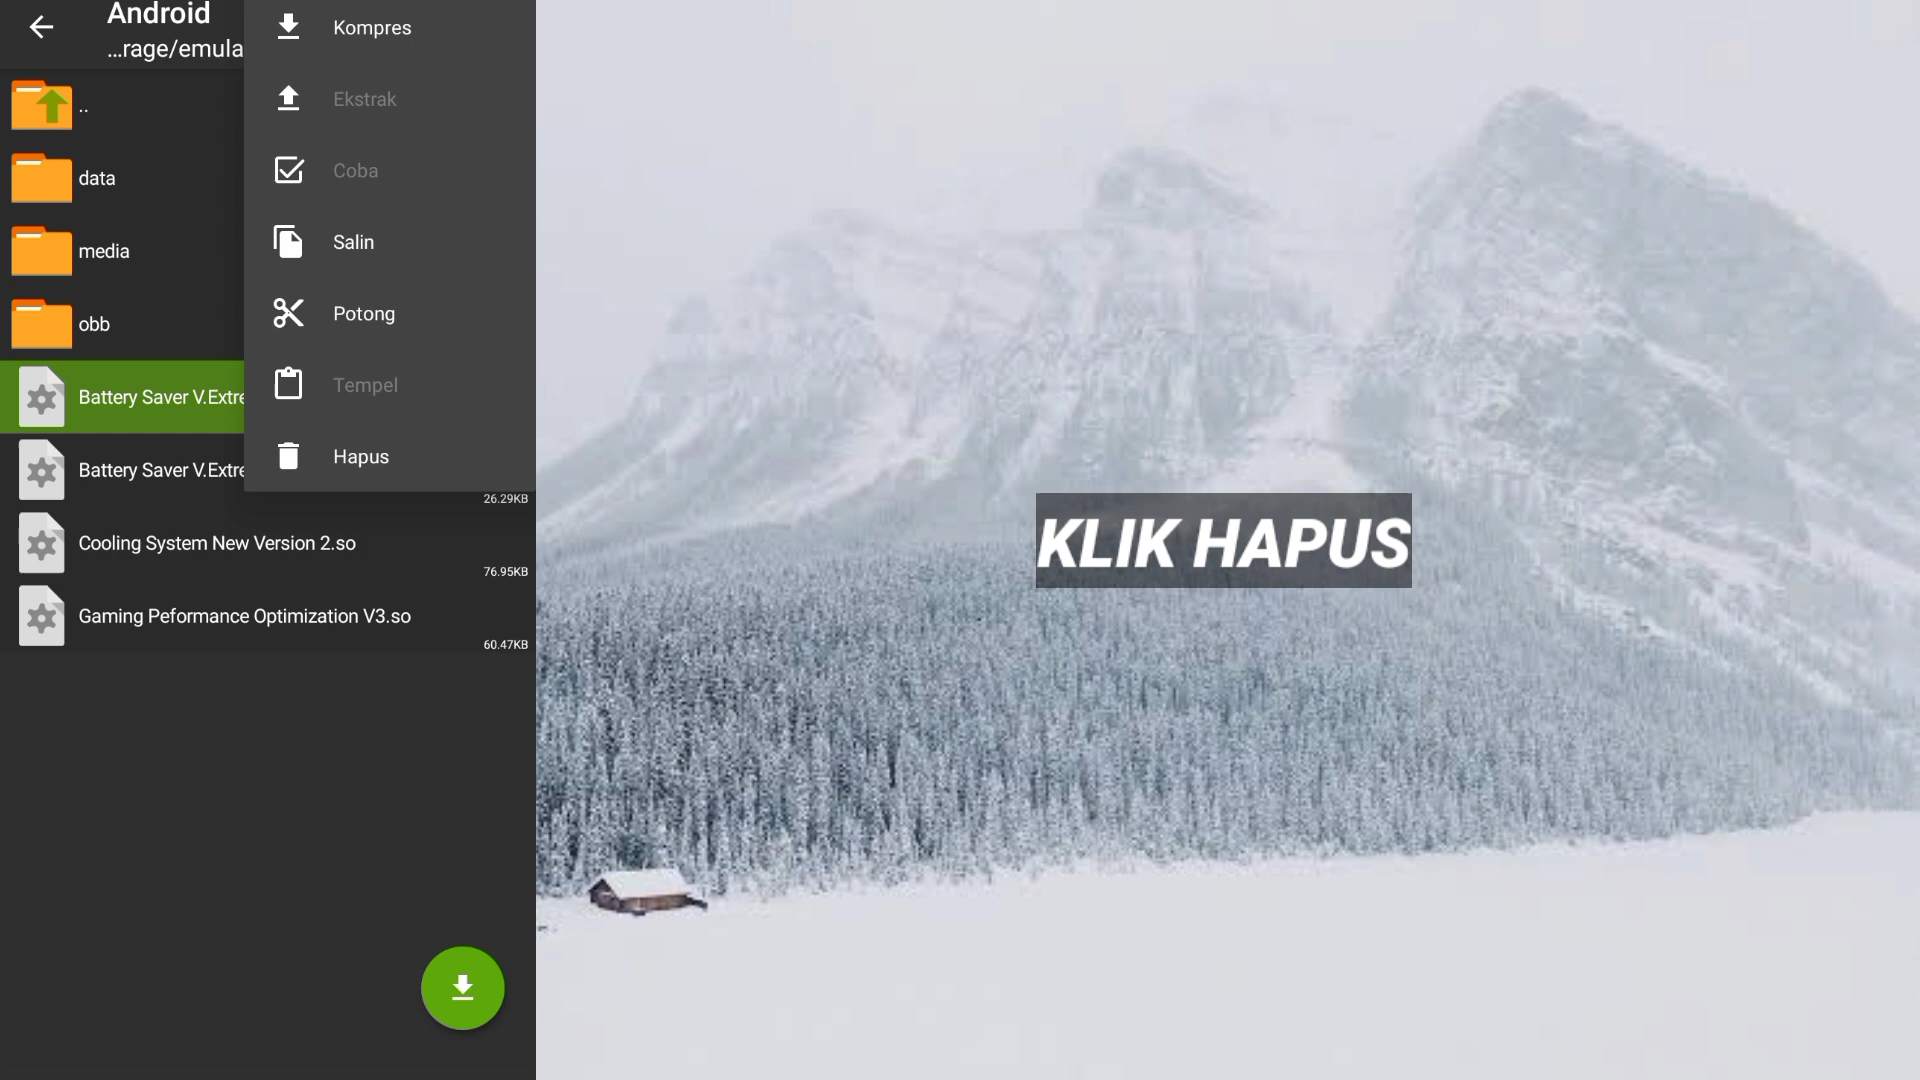 Android
...rage/emula
..
data
media
obb
Battery Saver V.Extre
Battery Saver V.Extre
26.29KB
Cooling System New Version 2.so
76.95KB
Gaming Peformance Optimization V3.so
60.47KB
Kompres
Ekstrak
Coba
Salin
Potong
Tempel
Hapus
KLIK HAPUS